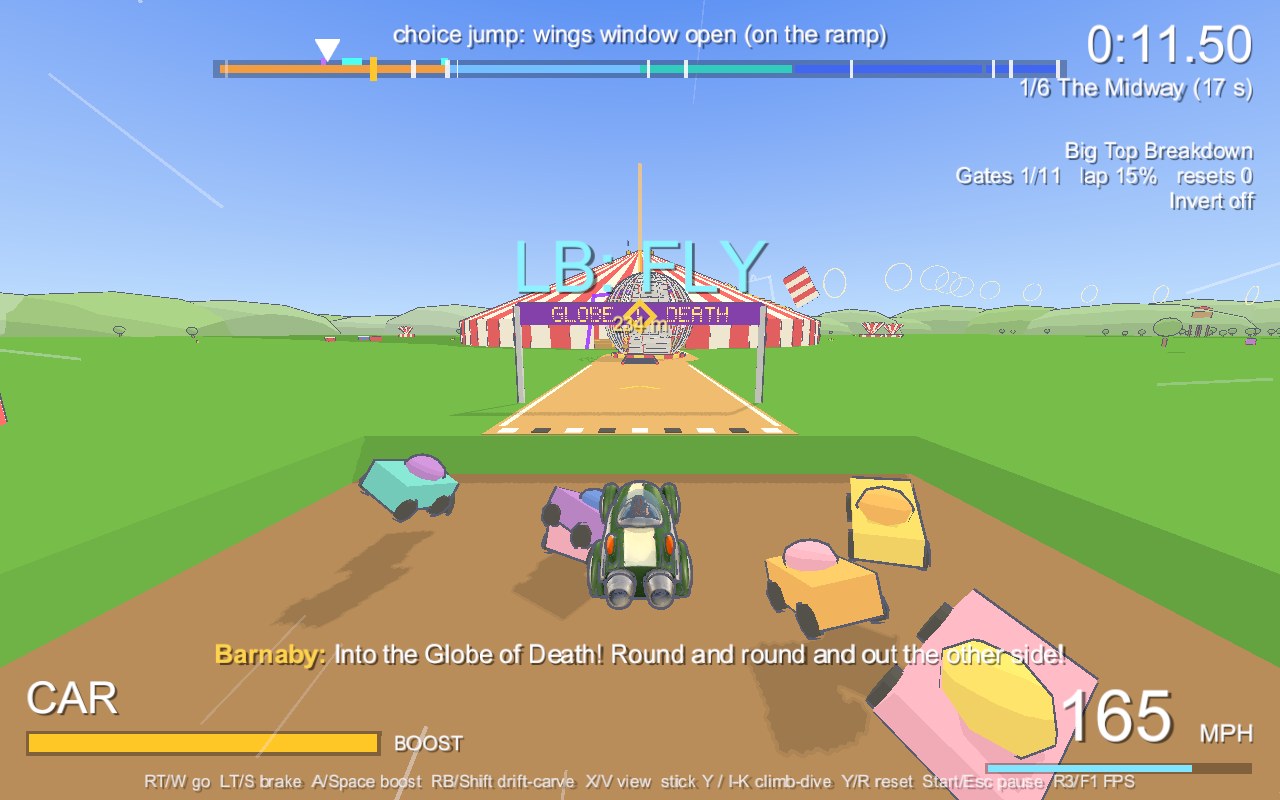 choice jump: wings window open (on the ramp)
0:11.50
1/6 The Midway (17 s)
Big Top Breakdown
Gates 1/11 lap 15% resets 0
Invert off
LB: FLY
GLOBE DEATH
234 m
Barnaby: Into the Globe of Death! Round and round and out the other side!
CAR
BOOST
165 MPH
RT/W go LT/S brake A/Space boost RB/Shift drift-carve X/V view stick Y / I-K climb-dive Y/R reset Start/Esc pause R3/F1 FPS